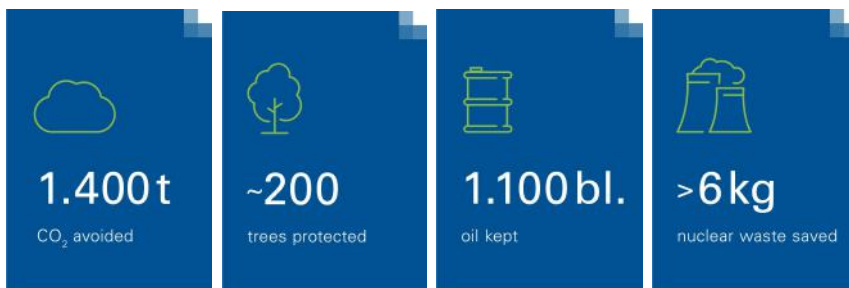 1.400 t
CO₂ avoided
~200
trees protected
1.100 bl.
oil kept
>6 kg
nuclear waste saved